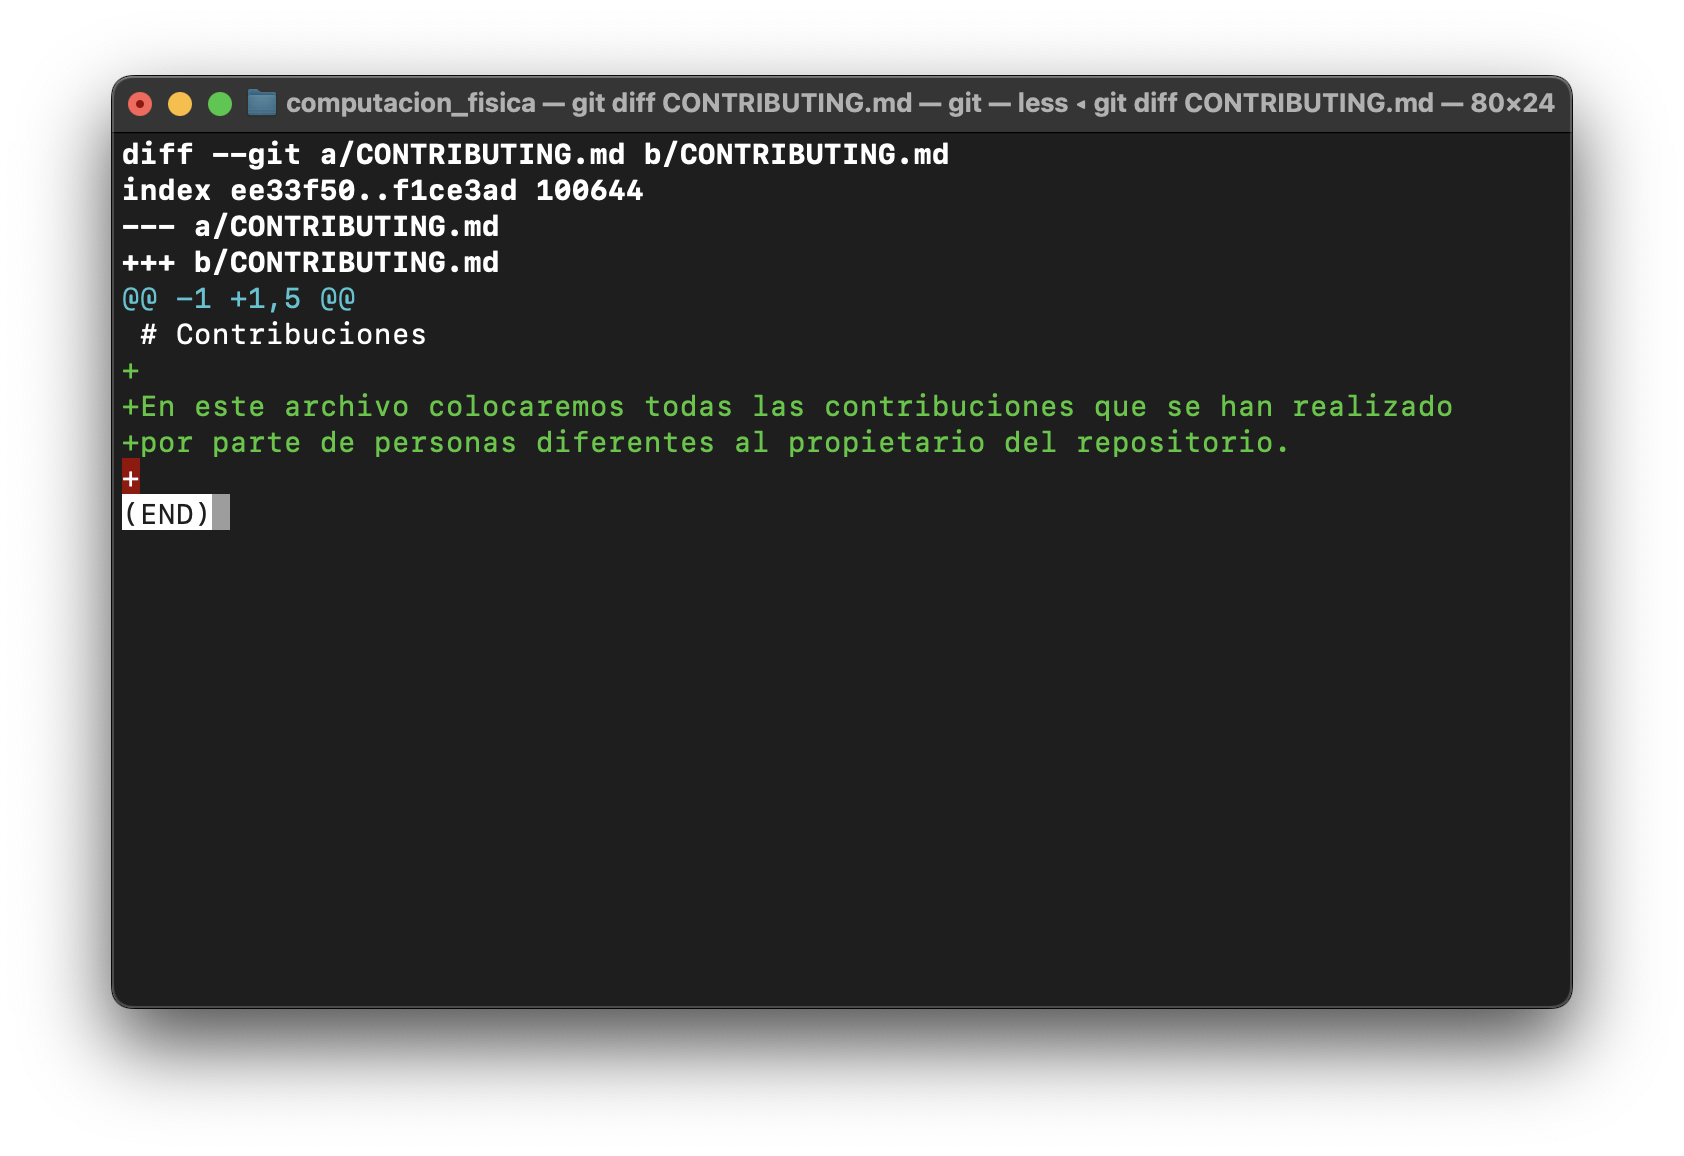 computacion_fisica — git diff CONTRIBUTING.md — git — less ◂ git diff CONTRIBUTING.md — 80×24
diff --git a/CONTRIBUTING.md b/CONTRIBUTING.md
index ee33f50..f1ce3ad 100644
--- a/CONTRIBUTING.md
+++ b/CONTRIBUTING.md
@@ -1 +1,5 @@
 # Contribuciones
+
+En este archivo colocaremos todas las contribuciones que se han realizado
+por parte de personas diferentes al propietario del repositorio.
+
(END)